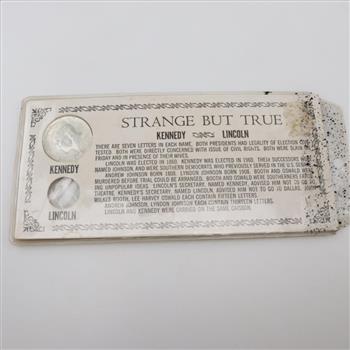 STRANGE BUT TRUE
KENNEDY LINCOLN
THERE ARE SEVEN LETTERS IN EACH NAME. BOTH PRESIDENTS HAD LEGALITY OF ELECTION CON-
TESTED. BOTH WERE DIRECTLY CONCERNED WITH ISSUE OF CIVIL RIGHTS. BOTH WERE SLAIN
FRIDAY AND IN PRESENCE OF THEIR WIVES.
LINCOLN WAS ELECTED IN 1860. KENNEDY WAS ELECTED IN 1960. THEIR SUCCESSORS
NAMED JOHNSON, AND WERE SOUTHERN DEMOCRATS WHO PREVIOUSLY SERVED IN THE U.S. SEN
ANDREW JOHNSON BORN 1808. LYNDON JOHNSON BORN 1908. BOOTH AND OSWALD WERE
MURDERED BEFORE TRIAL COULD BE ARRANGED. BOOTH AND OSWALD WERE SOUTHERNERS
ING UNPOPULAR IDEAS. LINCOLN'S SECRETARY, NAMED KENNEDY, ADVISED HIM NOT TO GO TO
THEATRE. KENNEDY'S SECRETARY, NAMED LINCOLN, ADVISED HIM NOT TO GO TO DALLAS.
WILKES BOOTH, LEE HARVEY OSWALD EACH CONTAIN FIFTEEN LETTERS.
ANDREW JOHNSON, LYNDON JOHNSON EACH CONTAIN THIRTEEN LETTERS.
LINCOLN AND KENNEDY WERE CARRIED ON THE SAME CAISSON.
KENNEDY
LINCOLN